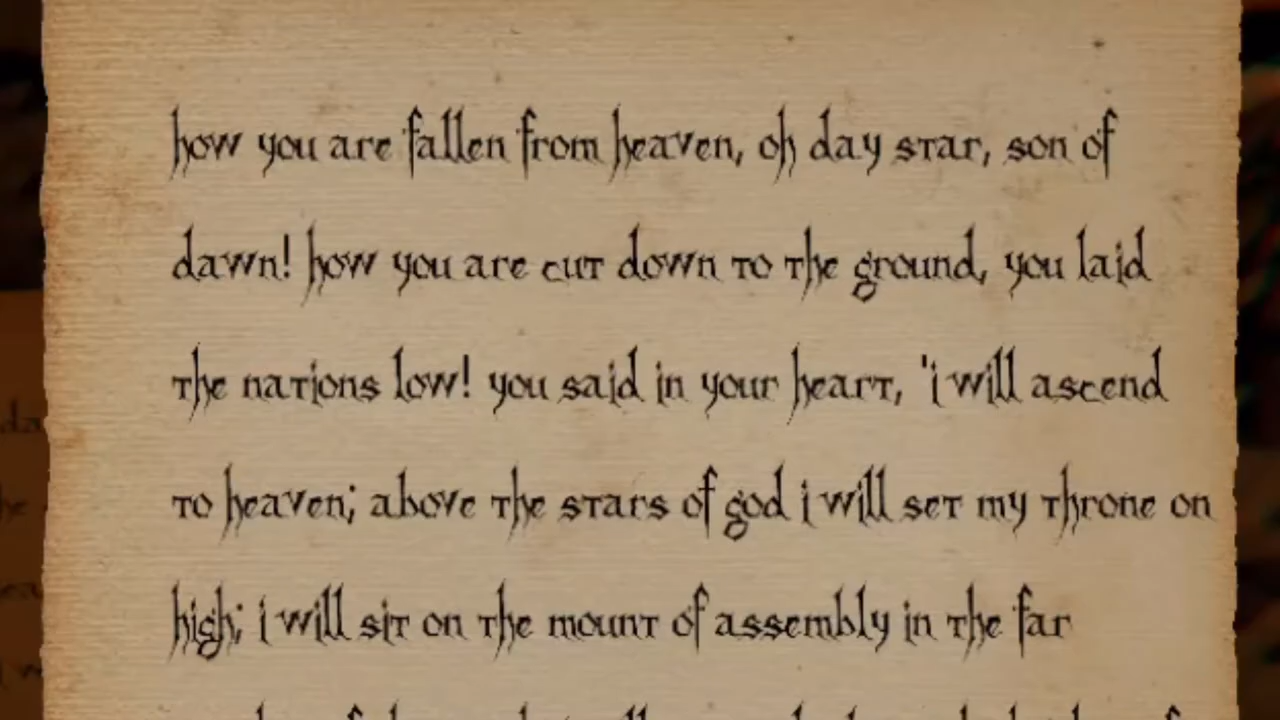 how you are fallen from heaven, oh day star, son of
dawn! how you are cut down to the ground, you laid
the nations low! you said in your heart, 'i will ascend
to heaven; above the stars of god i will set my throne on
high; i will sit on the mount of assembly in the far